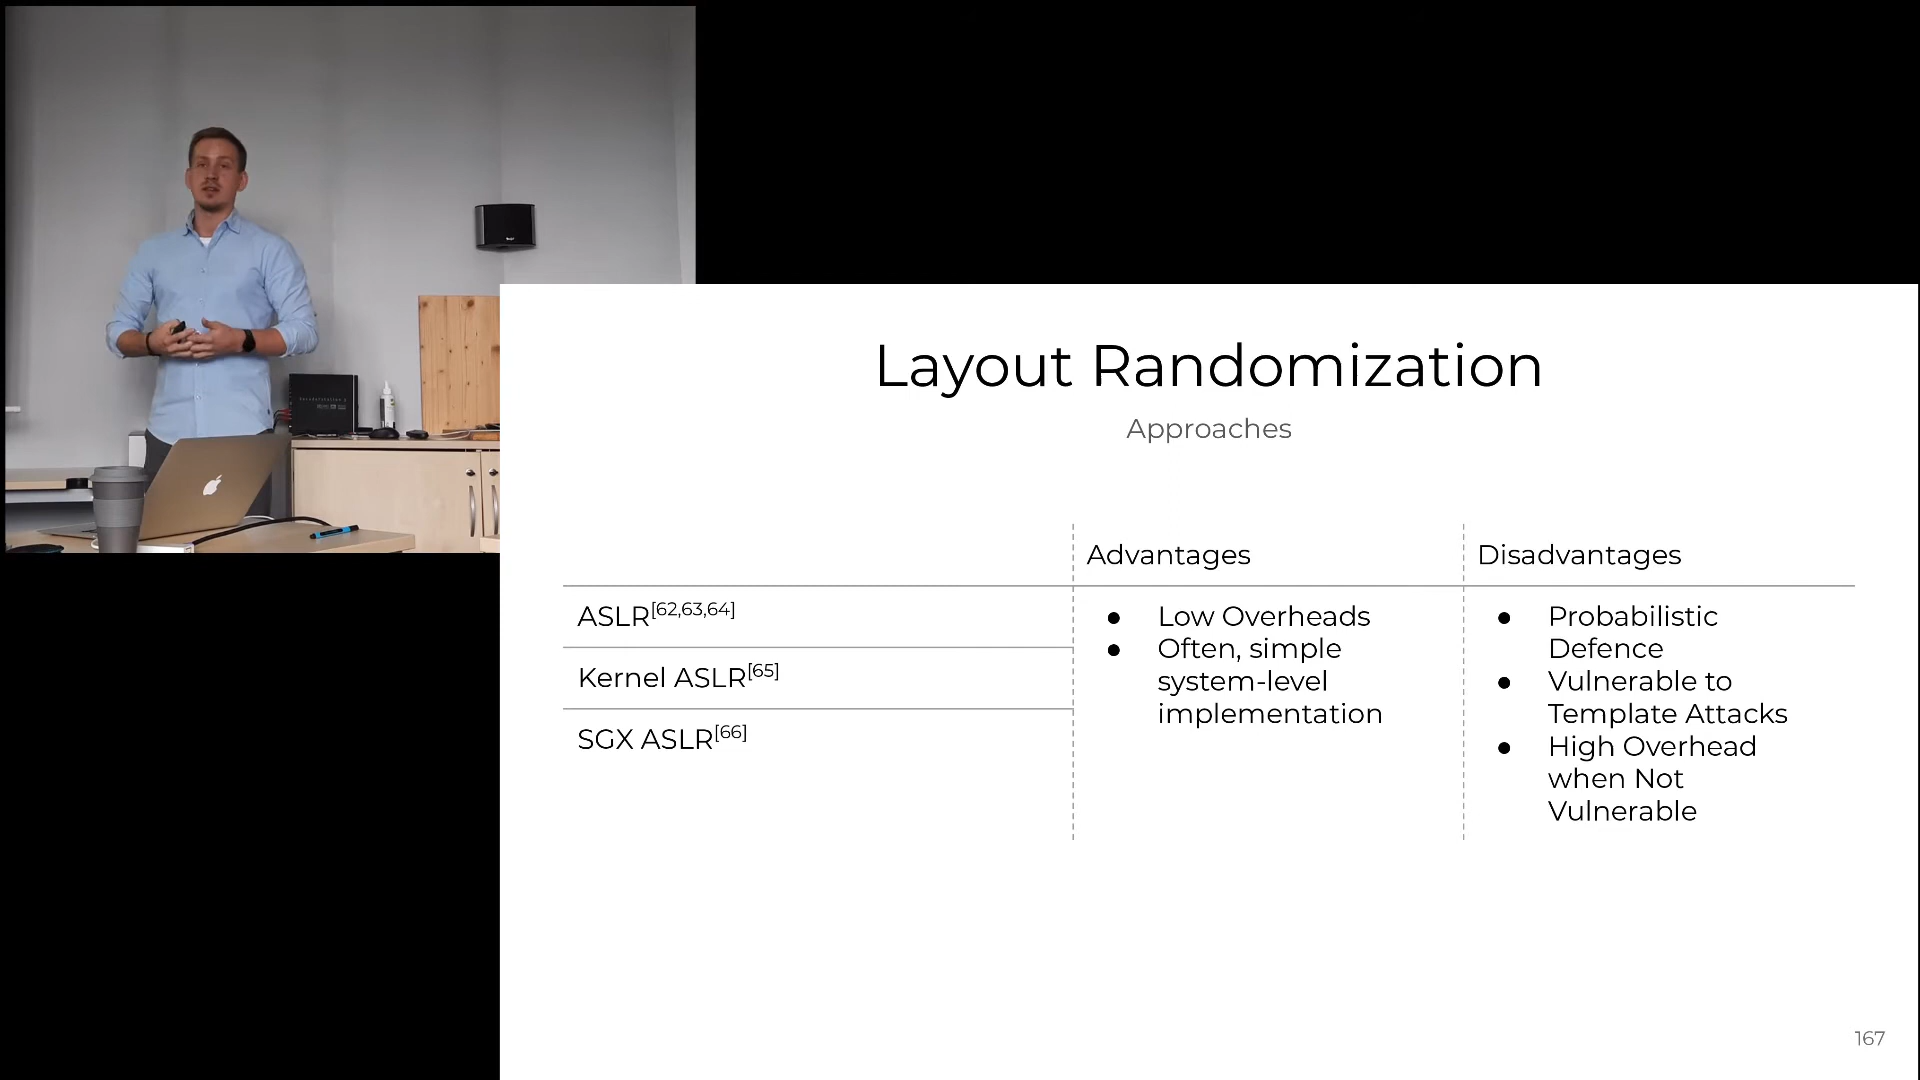 Layout Randomization
Approaches
Advantages
Disadvantages
ASLR[62,63,64]
Kernel ASLR[65]
SGX ASLR[66]
● Low Overheads
● Often, simple
system-level
implementation
● Probabilistic
Defence
● Vulnerable to
Template Attacks
● High Overhead
when Not
Vulnerable
167